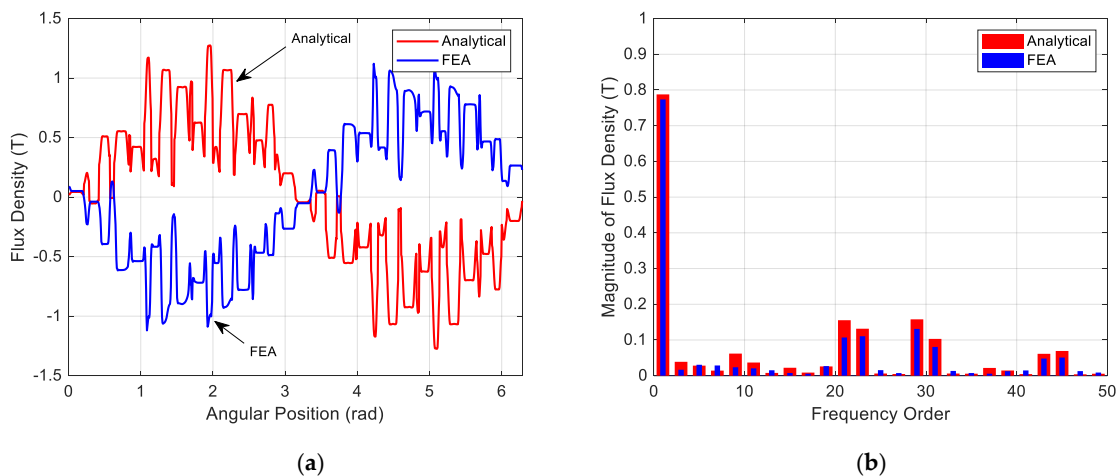 1.5
1
0.5
0
-0.5
-1
-1.5
0 1 2 3 4 5 6
Flux Density (T)
Angular Position (rad)
Analytical
FEA
Analytical
FEA
(a)
1
0.9
0.8
0.7
0.6
0.5
0.4
0.3
0.2
0.1
0
0 10 20 30 40 50
Magnitude of Flux Density (T)
Frequency Order
Analytical
FEA
(b)